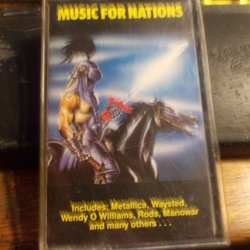 MUSIC FOR NATIONS
Includes: Metallica, Waysted,
Wendy O Williams, Rods, Manowar
and many others . . .